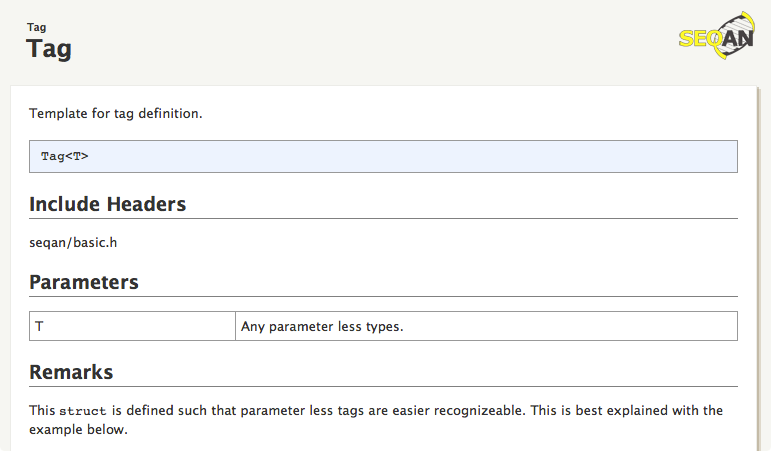 Tag
Tag
SEQAN
Template for tag definition.
Tag<T>
Include Headers
seqan/basic.h
Parameters
T Any parameter less types.
Remarks
This struct is defined such that parameter less tags are easier recognizeable. This is best explained with the
example below.